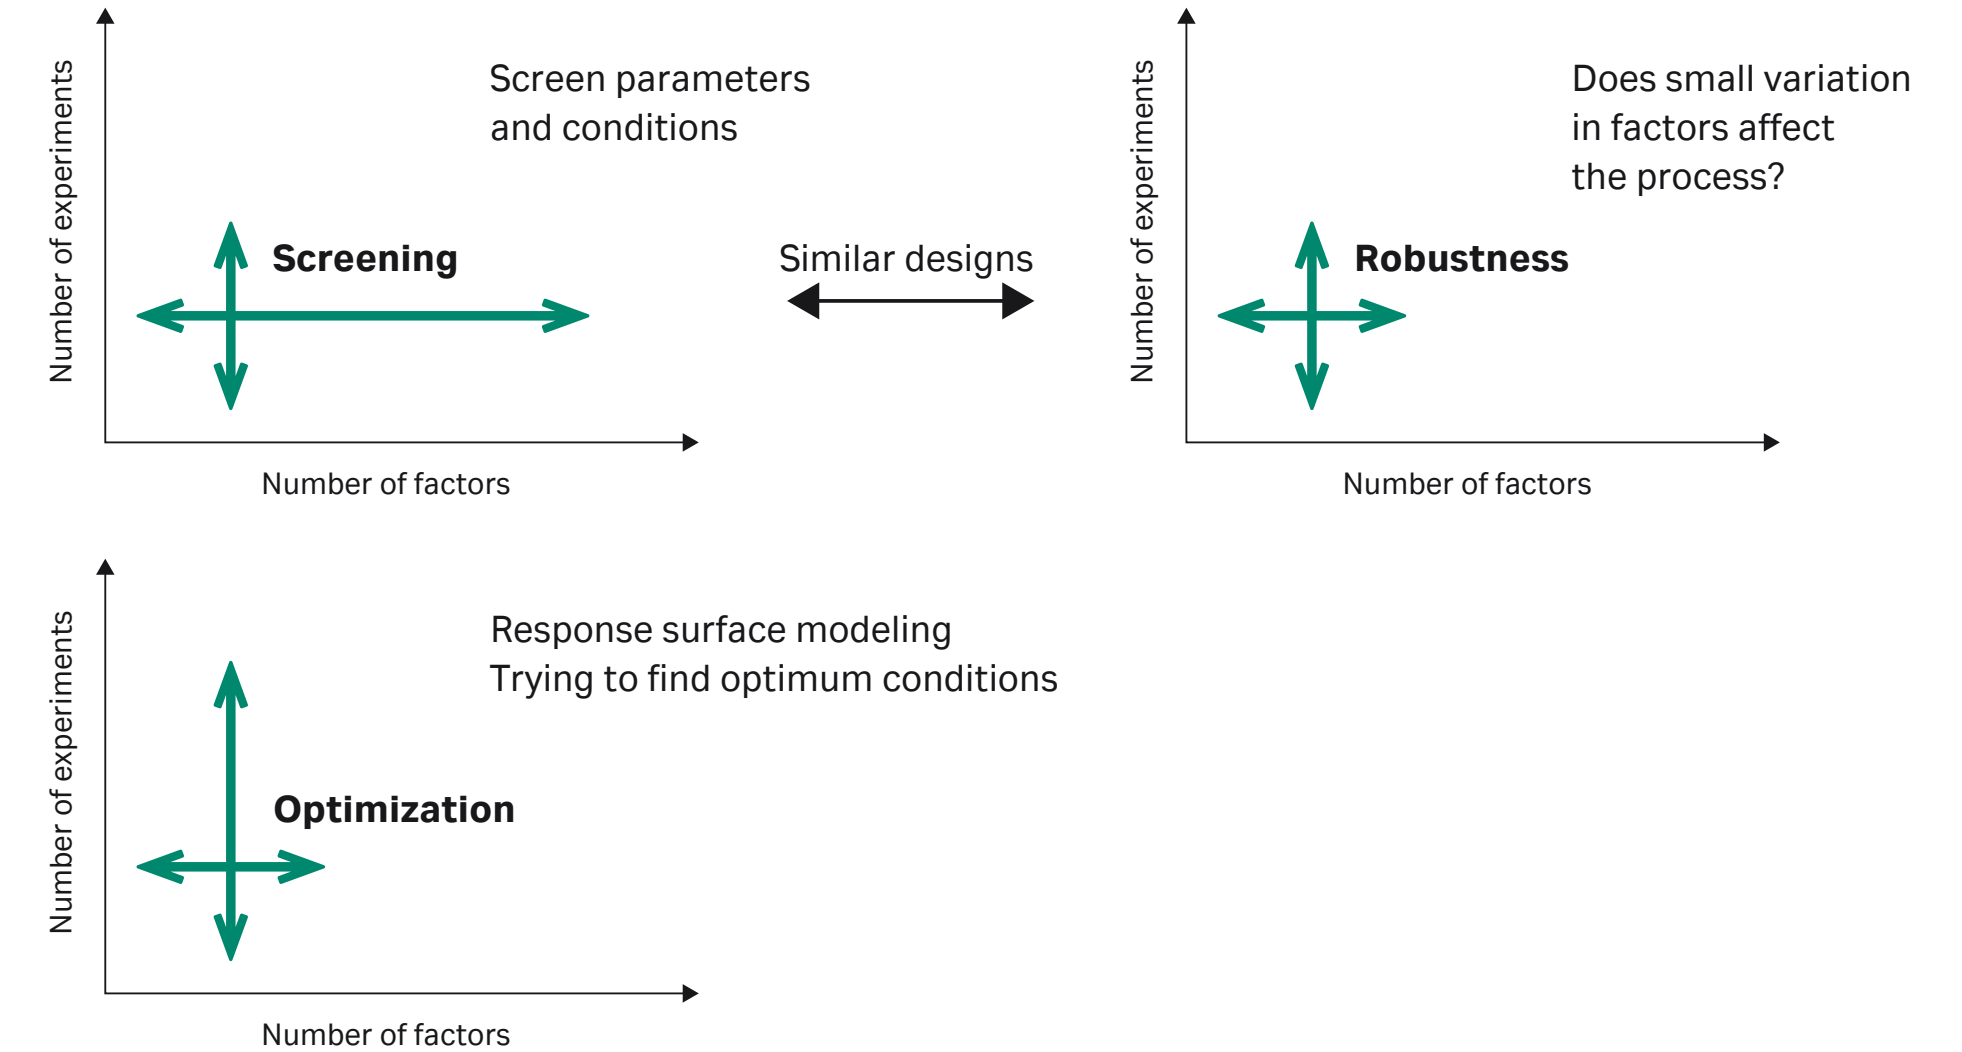 Number of experiments
Screen parameters
and conditions
Screening
Number of factors
Similar designs
Number of experiments
Does small variation
in factors affect
the process?
Robustness
Number of factors
Number of experiments
Response surface modeling
Trying to find optimum conditions
Optimization
Number of factors